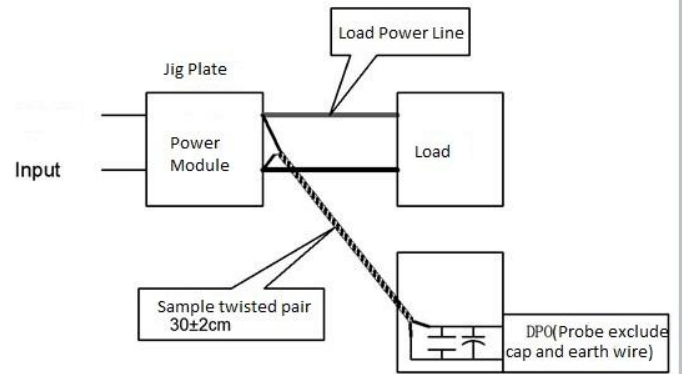 Load Power Line
Jig Plate
Power
Module
Load
Input
Sample twisted pair
30±2cm
DPO(Probe exclude
cap and earth wire)